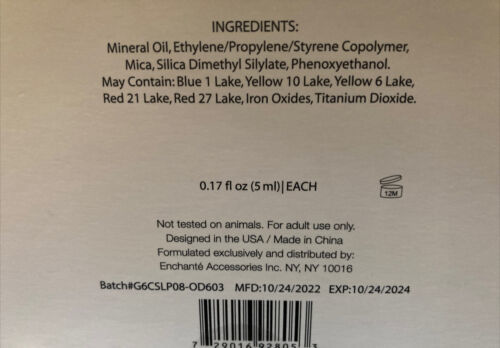 INGREDIENTS:
Mineral Oil, Ethylene/Propylene/Styrene Copolymer,
Mica, Silica Dimethyl Silylate, Phenoxyethanol.
May Contain: Blue 1 Lake, Yellow 10 Lake, Yellow 6 Lake,
Red 21 Lake, Red 27 Lake, Iron Oxides, Titanium Dioxide.
0.17 fl oz (5 ml)|EACH
12M
Not tested on animals. For adult use only.
Designed in the USA / Made in China
Formulated exclusively and distributed by
Enchanté Accessories Inc. NY, NY 10016
Batch#G6CSLP08-OD603 MFD:10/24/2022 EXP:10/24/2024
7 29016 92805 3